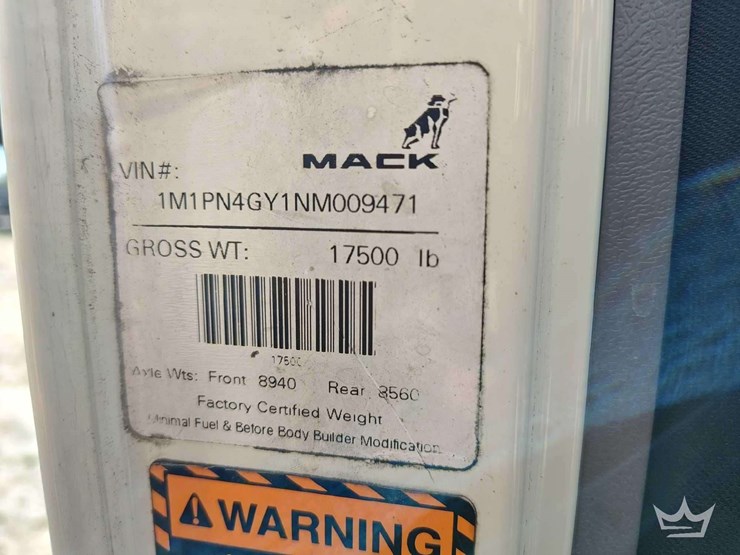 MACK
VIN#:
1M1PN4GY1NM009471
GROSS WT: 17500 lb
17500
Axle Wts: Front 8940 Rear 8560
Factory Certified Weight
Minimal Fuel & Before Body Builder Modification
WARNING